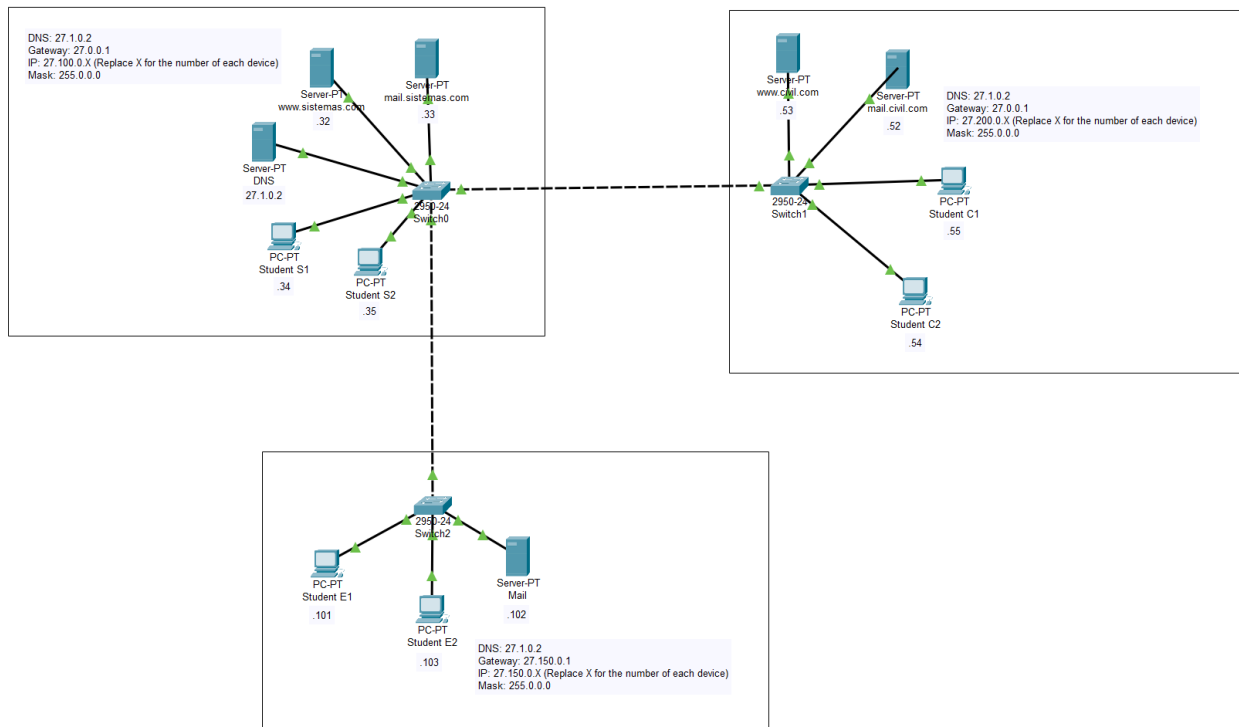 DNS: 27.1.0.2
Gateway: 27.0.0.1
IP: 27.100.0.X (Replace X for the number of each device)
Mask: 255.0.0.0
Server-PT
www.sistemas.com
.32
Server-PT
mail.sistemas.com
.33
Server-PT
DNS
27.1.0.2
2950-24
Switch0
PC-PT
Student S1
.34
PC-PT
Student S2
.35
Server-PT
www.civil.com
.53
Server-PT
mail.civil.com
.52
DNS: 27.1.0.2
Gateway: 27.0.0.1
IP: 27.200.0.X (Replace X for the number of each device)
Mask: 255.0.0.0
2950-24
Switch1
PC-PT
Student C1
.55
PC-PT
Student C2
.54
2950-24
Switch2
PC-PT
Student E1
.101
PC-PT
Student E2
.103
Server-PT
Mail
.102
DNS: 27.1.0.2
Gateway: 27.150.0.1
IP: 27.150.0.X (Replace X for the number of each device)
Mask: 255.0.0.0